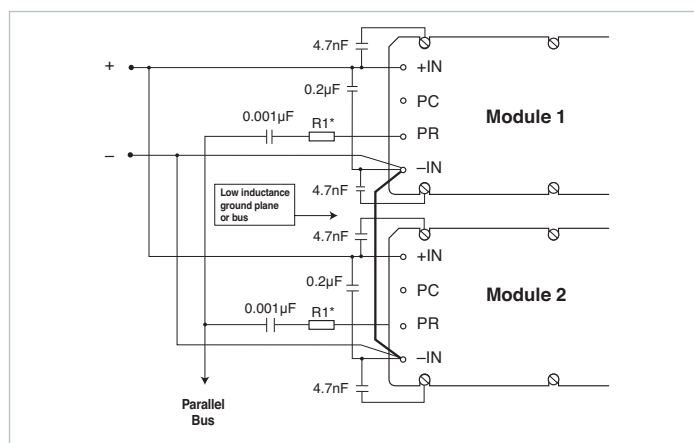 4.7nF
+
+IN
0.2µF
PC
Module 1
0.001µF
R1*
PR
–
–IN
4.7nF
Low inductance
ground plane
or bus
4.7nF
+IN
0.2µF
PC
Module 2
0.001µF
R1*
PR
–IN
4.7nF
Parallel
Bus